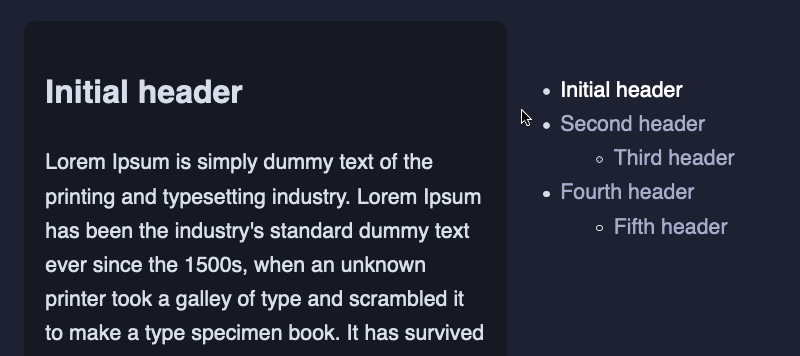 Initial header
Lorem Ipsum is simply dummy text of the
printing and typesetting industry. Lorem Ipsum
has been the industry's standard dummy text
ever since the 1500s, when an unknown
printer took a galley of type and scrambled it
to make a type specimen book. It has survived
Initial header
Second header
Third header
Fourth header
Fifth header